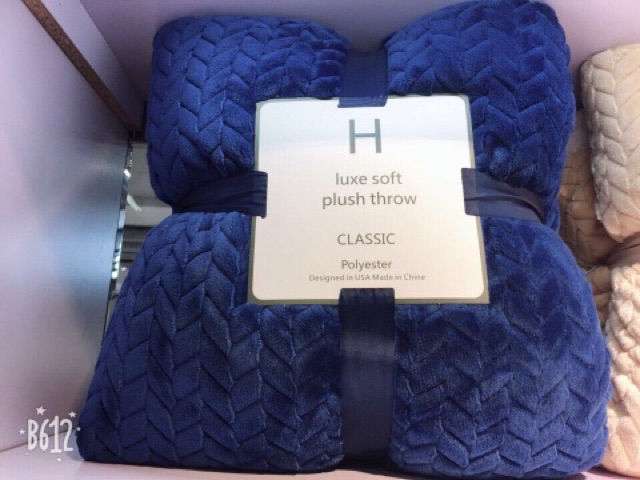 H
luxe soft
plush throw
CLASSIC
Polyester
Designed in USA Made in China
B612